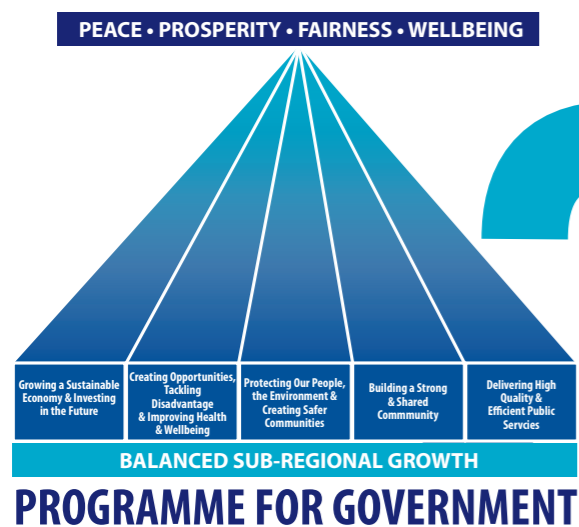 PEACE • PROSPERITY • FAIRNESS • WELLBEING
Growing a Sustainable
Economy & Investing
in the Future
Creating Opportunities,
Tackling
Disadvantage
& Improving Health
& Wellbeing
Protecting Our People,
the Environment &
Creating Safer
Communities
Building a Strong
& Shared
Commmunity
Delivering High
Quality &
Efficient Public
Servcies
BALANCED SUB-REGIONAL GROWTH
PROGRAMME FOR GOVERNMENT